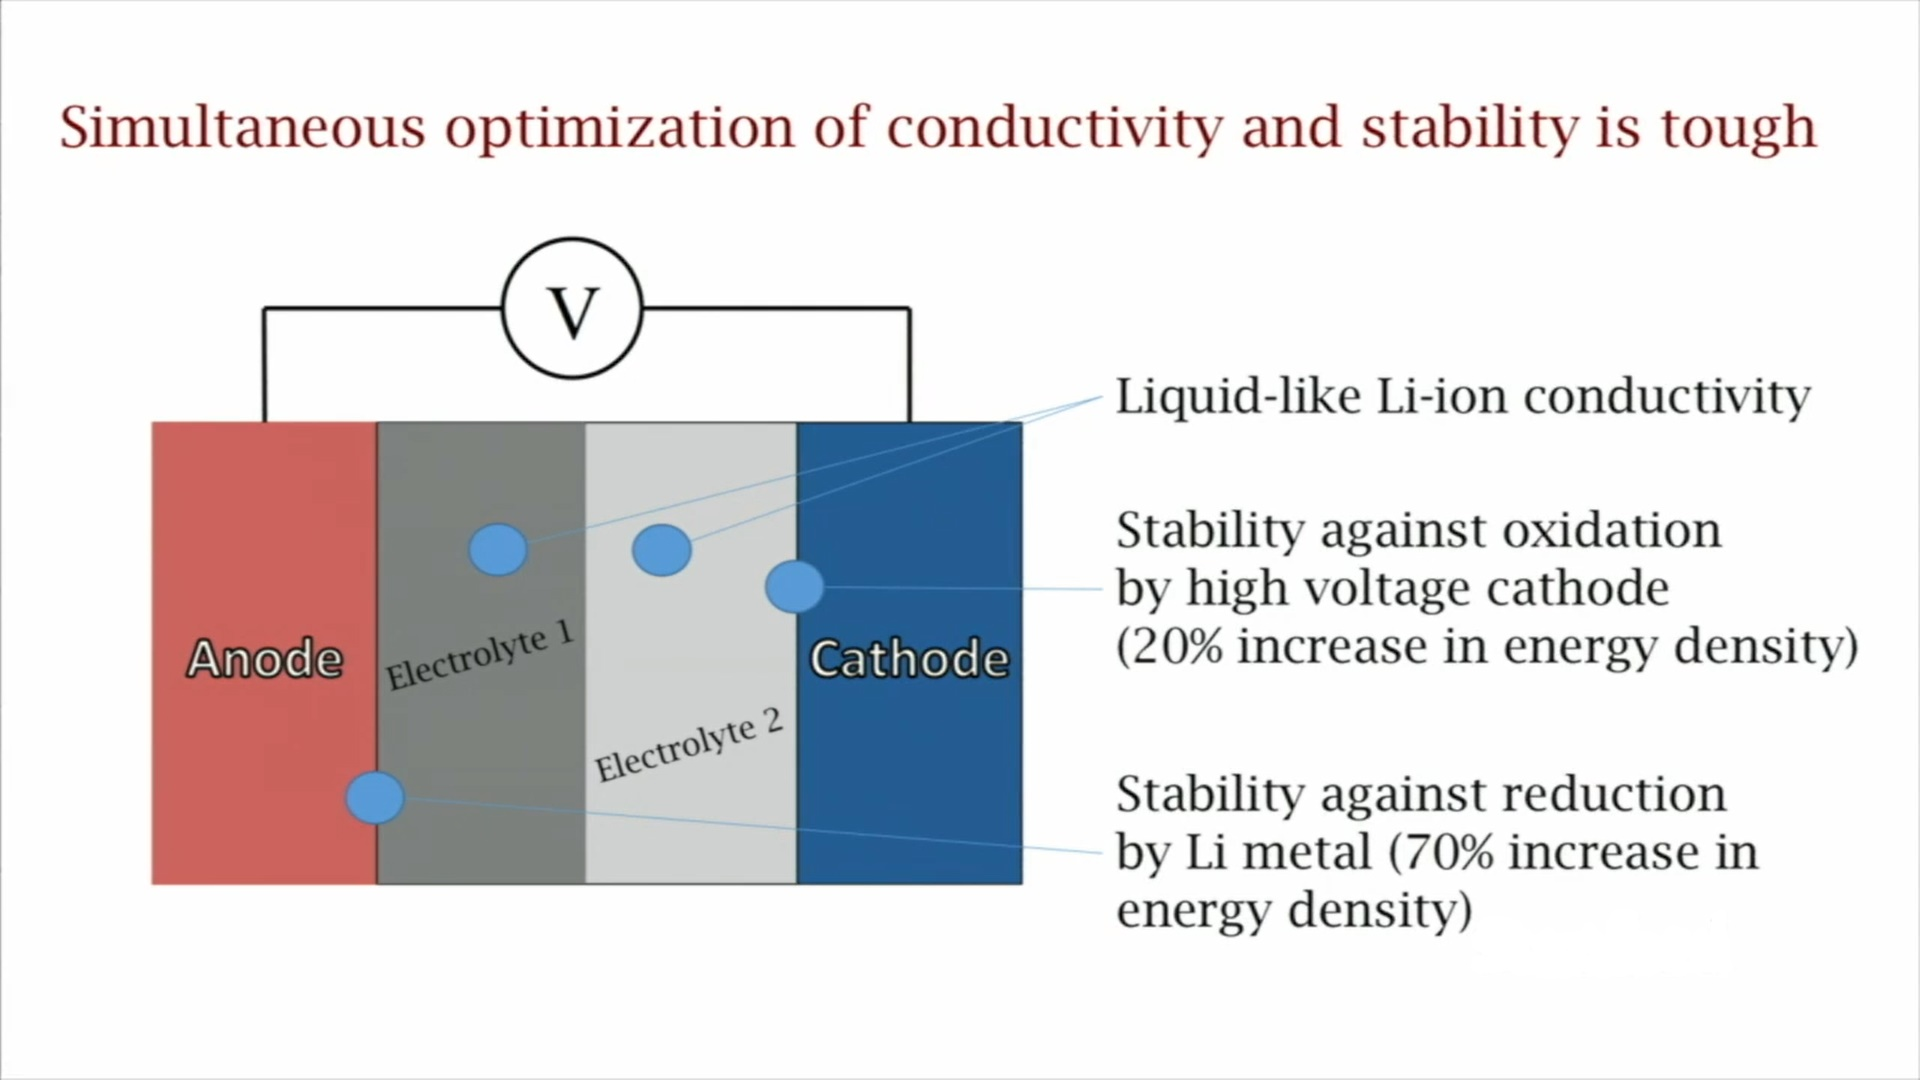 Simultaneous optimization of conductivity and stability is tough
V
Liquid-like Li-ion conductivity
Stability against oxidation
by high voltage cathode
(20% increase in energy density)
Anode
Electrolyte 1
Electrolyte 2
Cathode
Stability against reduction
by Li metal (70% increase in
energy density)